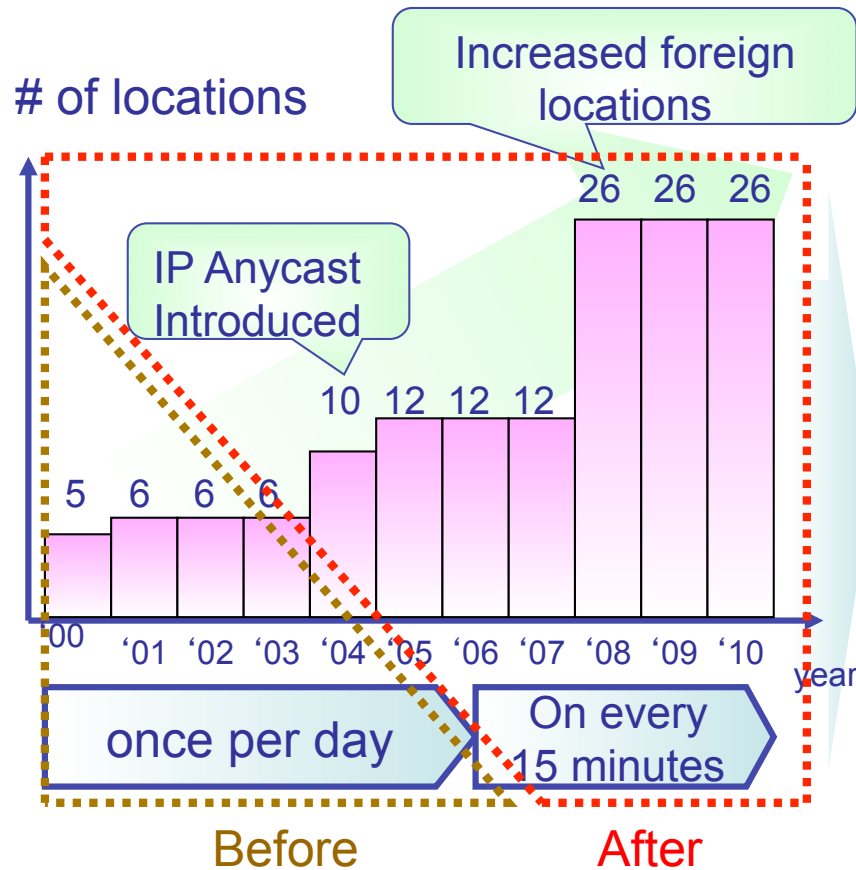 Increased foreign
locations
# of locations
26 26 26
IP Anycast
Introduced
10 12 12 12
5 6 6 6
00 ‘01 ‘02 ‘03 ‘04 ‘05 ‘06 ‘07 ‘08 ‘09 ‘10
year
once per day
On every
15 minutes
Before After